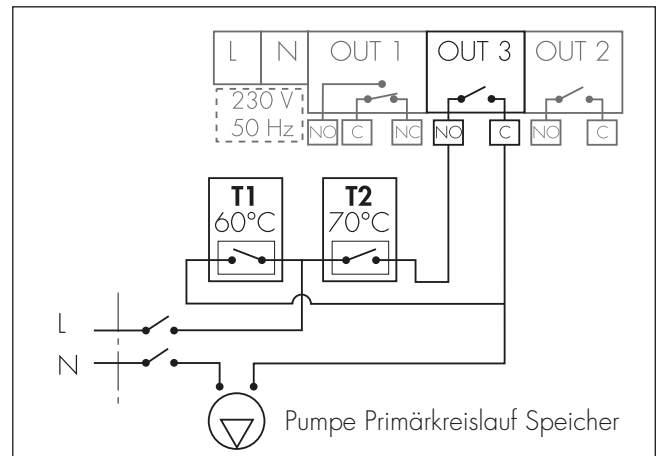 L N OUT 1 OUT 3 OUT 2
230 V
50 Hz
NO C NC NO C NO C
T1 T2
60°C 70°C
L
N
Pumpe Primärkreislauf Speicher